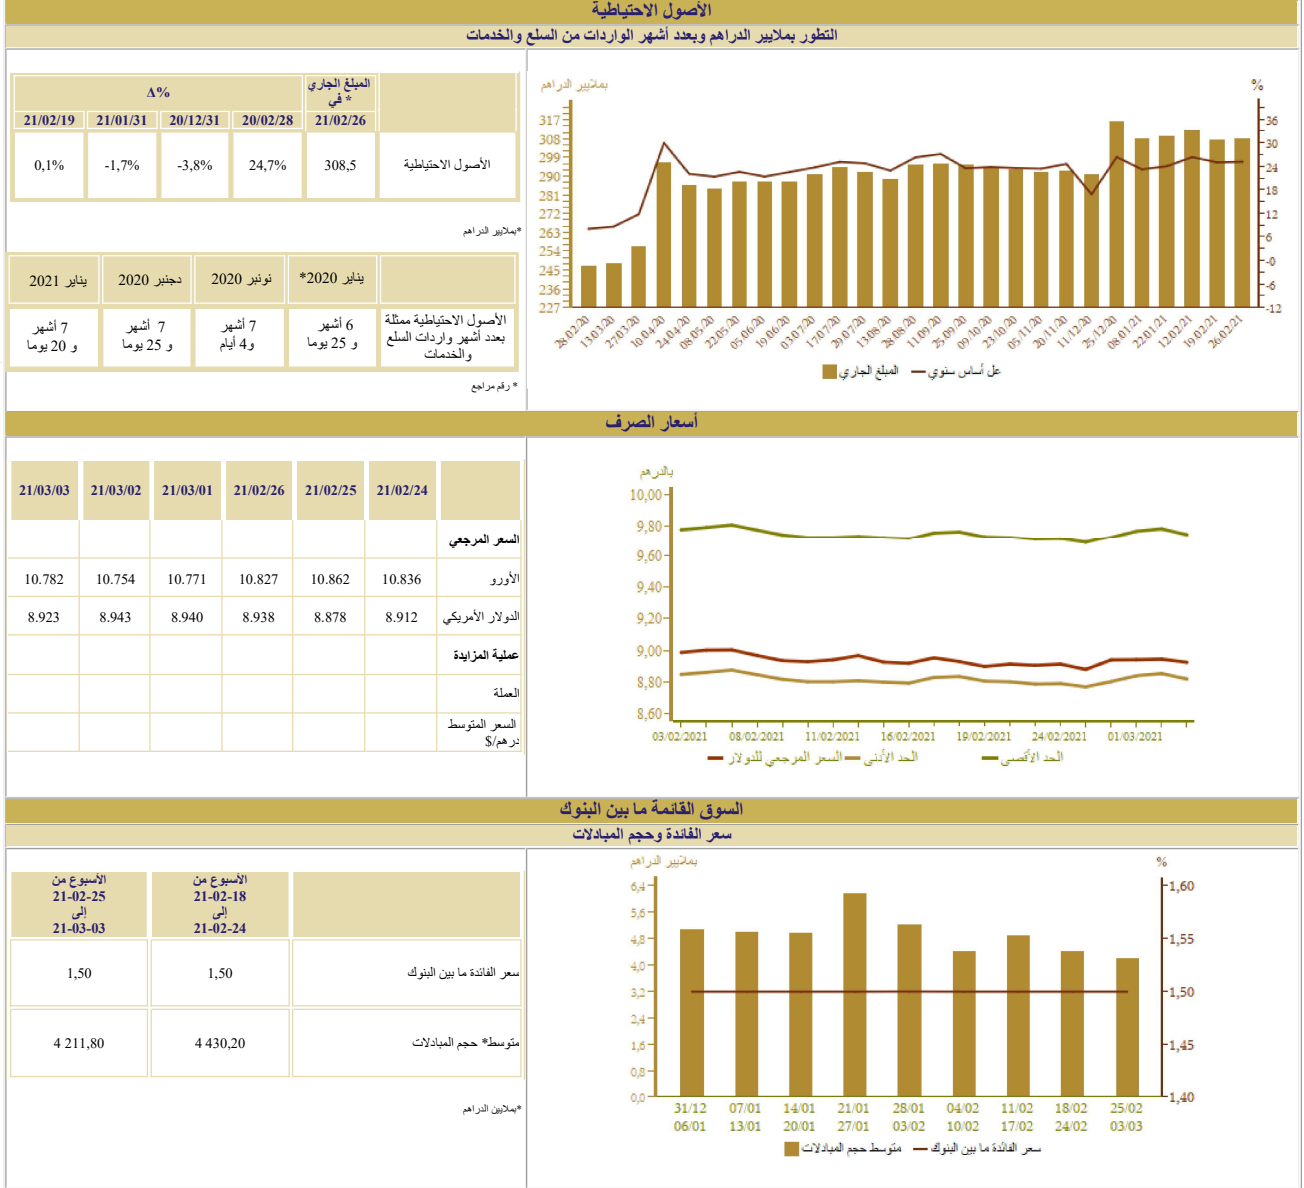 الأصول الاحتياطية
التطور بملايير الدراهم وبعدد أشهر الواردات من السلع والخدمات
المبلغ الجاري * في
Δ%
21/02/26
20/02/28
20/12/31
21/01/31
21/02/19
الأصول الاحتياطية
308,5
24,7%
-3,8%
-1,7%
0,1%
*بملايير الدراهم
يناير 2020*
نونبر 2020
دجنبر 2020
يناير 2021
الأصول الاحتياطية ممثلة
بعدد أشهر واردات السلع
والخدمات
6 أشهر
و 25 يوما
7 أشهر
و4 أيام
7 أشهر
و 25 يوما
7 أشهر
و 20 يوما
* رقم مراجع
بملايير الدراهم
%
317
308
299
290
281
272
263
254
245
236
227
36
30
24
18
12
6
-0
-6
-12
28/02/20
13/03/20
27/03/20
10/04/20
24/04/20
08/05/20
22/05/20
05/06/20
19/06/20
03/07/20
17/07/20
29/07/20
13/08/20
28/08/20
11/09/20
25/09/20
09/10/20
23/10/20
05/11/20
20/11/20
11/12/20
25/12/20
08/01/21
22/01/21
12/02/21
19/02/21
26/02/21
عل أساس سنوي
المبلغ الجاري
أسعار الصرف
21/02/24
21/02/25
21/02/26
21/03/01
21/03/02
21/03/03
السعر المرجعي
الأورو
10.836
10.862
10.827
10.771
10.754
10.782
الدولار الأمريكي
8.912
8.878
8.938
8.940
8.943
8.923
عملية المزايدة
العملة
السعر المتوسط
درهم/$
بالدرهم
10,00
9,80
9,60
9,40
9,20
9,00
8,80
8,60
03/02/2021
08/02/2021
11/02/2021
16/02/2021
19/02/2021
24/02/2021
01/03/2021
الحد الأقصى
الحد الأدنى
السعر المرجعي للدولار
السوق القائمة ما بين البنوك
سعر الفائدة وحجم المبادلات
الأسبوع من
21-02-18
إلى
21-02-24
الأسبوع من
21-02-25
إلى
21-03-03
سعر الفائدة ما بين البنوك
1,50
1,50
متوسط* حجم المبادلات
4 430,20
4 211,80
*بملايين الدراهم
بملايير الدراهم
%
6,4
5,6
4,8
4,0
3,2
2,4
1,6
0,8
0,0
1,60
1,55
1,50
1,45
1,40
31/12
06/01
07/01
13/01
14/01
20/01
21/01
27/01
28/01
03/02
04/02
10/02
11/02
17/02
18/02
24/02
25/02
03/03
سعر الفائدة ما بين البنوك
متوسط حجم المبادلات